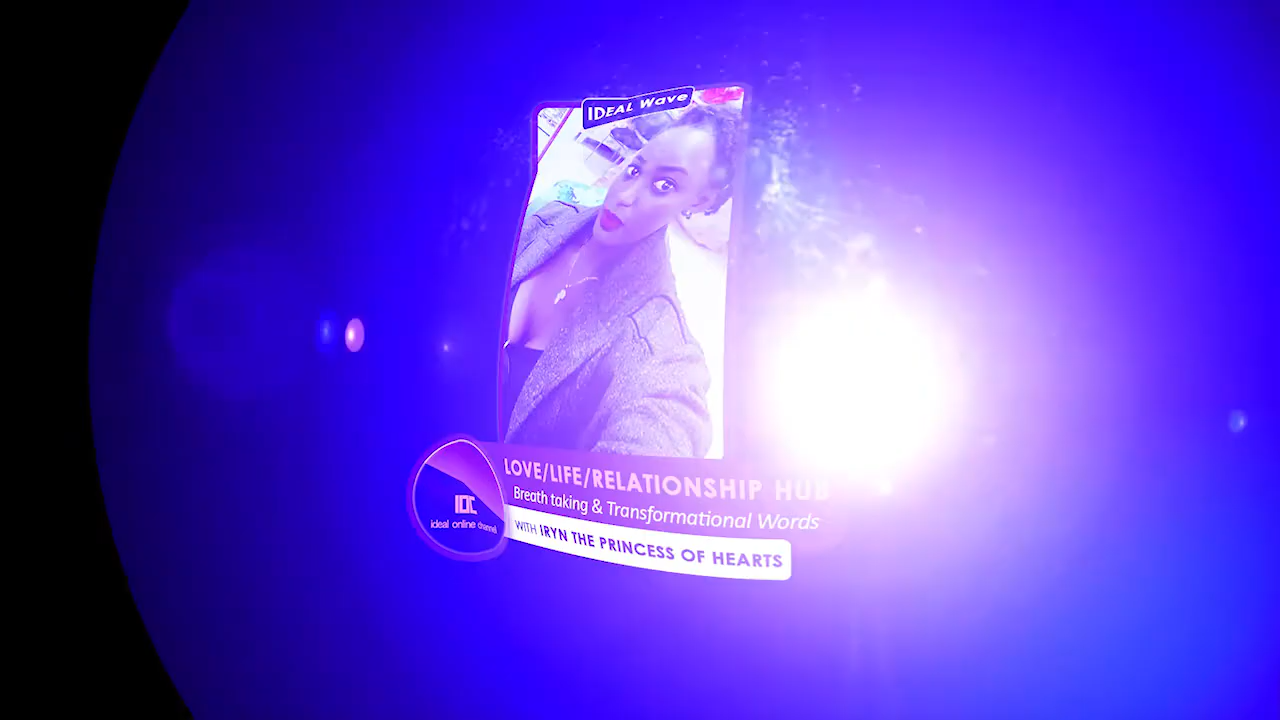 IDEAL Wave
LOVE/LIFE/RELATIONSHIP HUB
Breath taking & Transformational Words
IDC
ideal online channel
WITH IRYN THE PRINCESS OF HEARTS